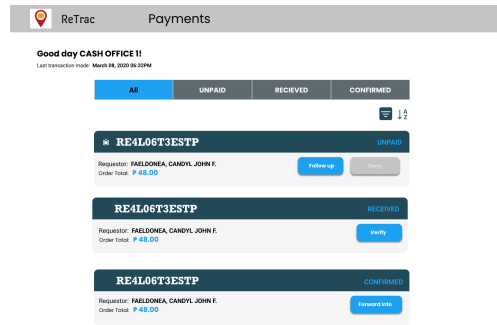 ReTrac
Payments
Good day CASH OFFICE 1!
Last transaction made: March 08, 2020 06:32PM
All UNPAID RECIEVED CONFIRMED
A
Z
RE4L06T3ESTP UNPAID
Requestor: FAELDONEA, CANDYL JOHN F.
Order Total: ₱ 48.00
Follow up
RE4L06T3ESTP RECEIVED
Requestor: FAELDONEA, CANDYL JOHN F.
Order Total: ₱ 48.00
Verify
RE4L06T3ESTP CONFIRMED
Requestor: FAELDONEA, CANDYL JOHN F.
Order Total: ₱ 48.00
Forward Info